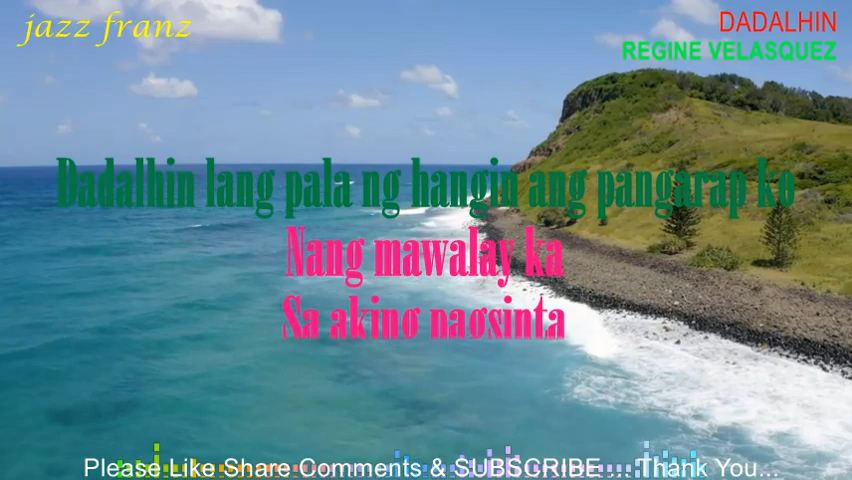 jazz franz
DADALHIN
REGINE VELASQUEZ
Dadalhin lang pala ng hangin ang pangarap ko
Nang mawalay ka
Sa aking nagsinta
Please Like Share Comments & SUBSCRIBE.... Thank You...